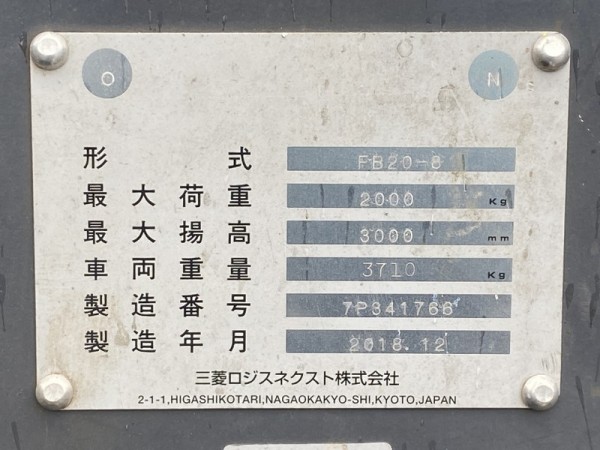 O N
形式 FB20-8
最大荷重 2000 Kg
最大揚高 3000 mm
車両重量 3710 Kg
製造番号 7P341766
製造年月 2018.12
三菱ロジスネクスト株式会社
2-1-1,HIGASHIKOTARI,NAGAOKAKYO-SHI,KYOTO,JAPAN